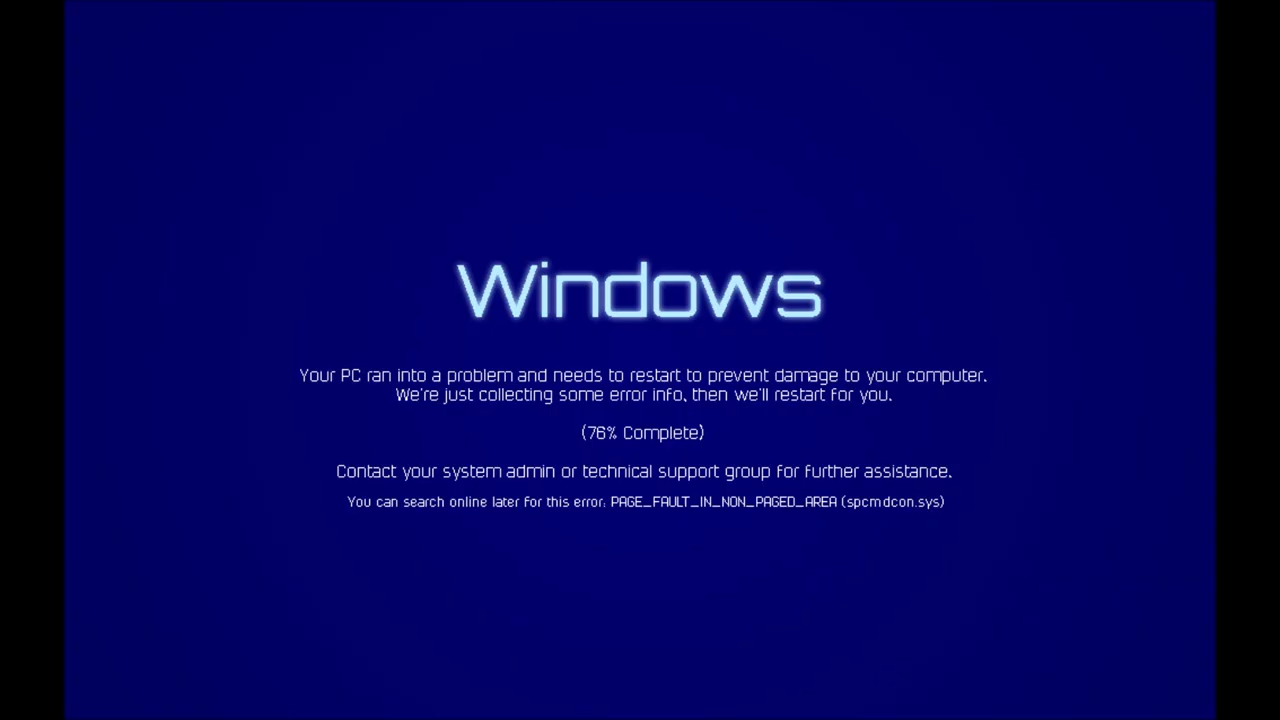 Windows
Your PC ran into a problem and needs to restart to prevent damage to your computer.
We're just collecting some error info, then we'll restart for you.
(76% Complete)
Contact your system admin or technical support group for further assistance.
You can search online later for this error: PAGE_FAULT_IN_NON_PAGED_AREA (spcmdcon.sys)